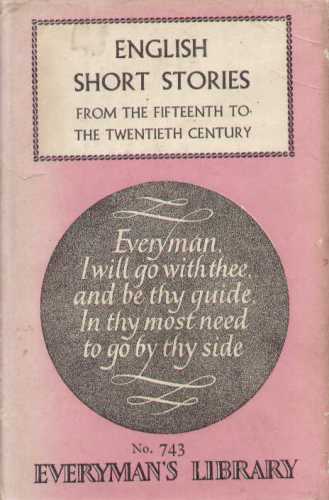 ENGLISH
SHORT STORIES
FROM THE FIFTEENTH TO
THE TWENTIETH CENTURY
Everyman,
I will go with thee,
and be thy guide,
In thy most need
to go by thy side
No. 743
EVERYMAN'S LIBRARY